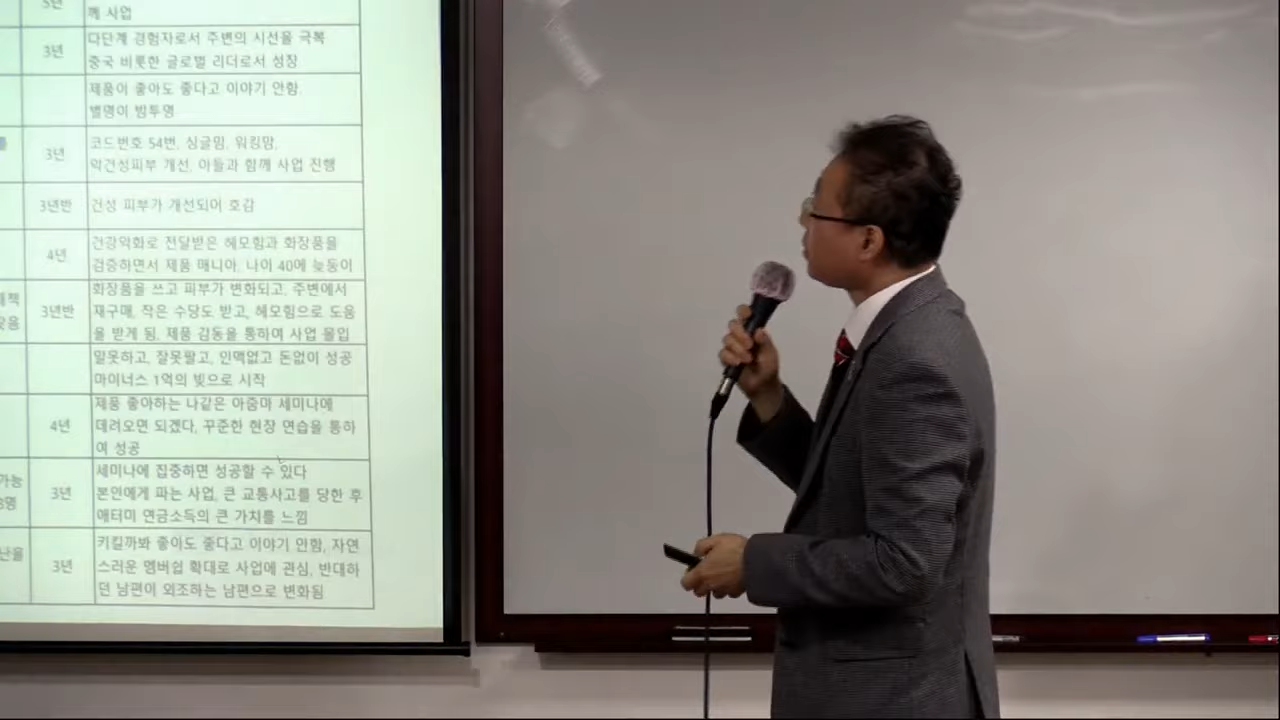 5년
께 사업
3년
다단계 경험자로서 주변의 시선을 극복
중국 비롯한 글로벌 리더로서 성장
제품이 좋아도 좋다고 이야기 안함.
별명이 빔투명
3년
코드번호 54번, 싱글맘, 워킹맘,
악건성피부 개선, 아들과 함께 사업 진행
3년반
건성 피부가 개선되어 호감
4년
건강악화로 전달받은 헤모힘과 화장품을
검증하면서 제품 매니아, 나이 40에 늦둥이
책
3년반
화장품을 쓰고 피부가 변화되고, 주변에서
재구매, 작은 수당도 받고, 헤모힘으로 도움
을 받게 됨, 제품 감동을 통하여 사업 몰입
말못하고, 잘못팔고, 인맥없고 돈없이 성공
마이너스 1억의 빚으로 시작
4년
제품 좋아하는 나같은 아줌마 세미나에
데려오면 되겠다, 꾸준한 현장 연습을 통하
여 성공
가능
3년
세미나에 집중하면 성공할 수 있다
본인에게 파는 사업, 큰 교통사고를 당한 후
애터미 연금소득의 큰 가치를 느낌
난을
3년
키킬까봐 좋아도 좋다고 이야기 안함, 자연
스러운 멤버쉽 확대로 사업에 관심, 반대하
던 남편이 외조하는 남편으로 변화됨